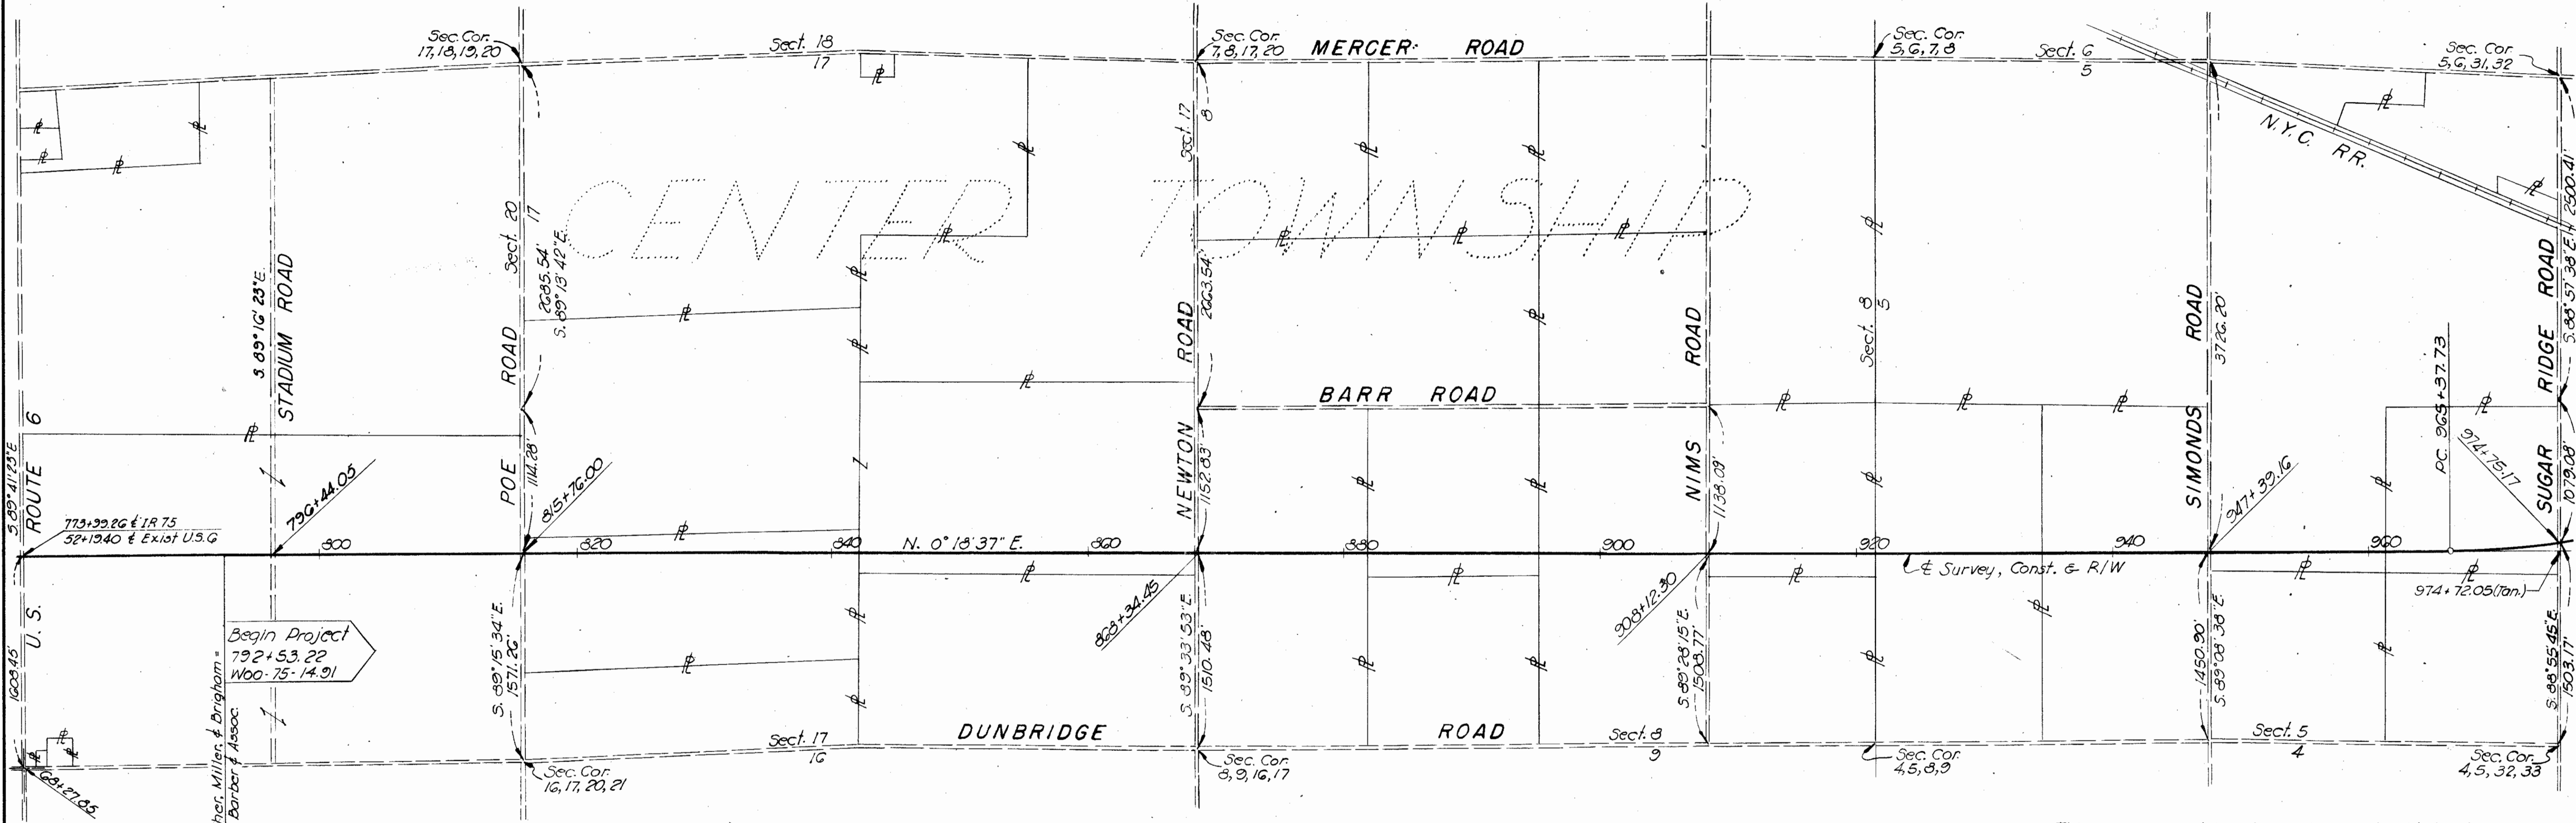 Sec. Cor.
17, 18, 19, 20
Sect. 18
17
Sec. Cor.
7, 8, 17, 20
MERCER ROAD
Sec. Cor.
5, 6, 7, 8
Sect. 6
5
Sec. Cor.
5, 6, 31, 32
N.Y.C. RR.
CENTER TOWNSHIP
S. 89° 41' 23" E.
U. S. ROUTE 6
1608.45'
S. 89° 16' 23" E.
STADIUM ROAD
Sect. 20
17
2685.54'
S. 89° 13' 42" E.
POE ROAD
1114.28'
Sect. 17
8
2663.54'
NEWTON ROAD
1152.83'
BARR ROAD
NIMS ROAD
1138.09'
Sect. 8
5
SIMONDS ROAD
3726.20'
SUGAR RIDGE ROAD
S. 88° 57' 38" E.
2500.41'
1079.08'
P.C. 965+37.73
974+75.17
773+99.26 ℄ IR 75
52+19.40 ℄ Exist U.S. 6
796+44.05
815+76.00
947+39.16
800
820
840
N. 0° 18' 37" E.
860
880
900
920
940
960
℄ Survey, Const. & R/W
974+72.05 (Tan.)
868+34.45
908+12.30
Begin Project
792+53.22
Woo-75-14.91
Miller, & Brigham =
Barber & Assoc.
S. 89° 15' 34" E.
1571.26'
S. 89° 33' 53" E.
1510.48'
S. 89° 28' 15" E.
1508.77'
1450.90'
S. 89° 08' 38" E.
S. 88° 55' 45" E.
1503.17'
Sect. 17
16
DUNBRIDGE ROAD
Sect. 8
9
Sect. 5
4
Sec. Cor.
16, 17, 20, 21
Sec. Cor.
8, 9, 16, 17
Sec. Cor.
4, 5, 8, 9
Sec. Cor.
4, 5, 32, 33
68+27.85